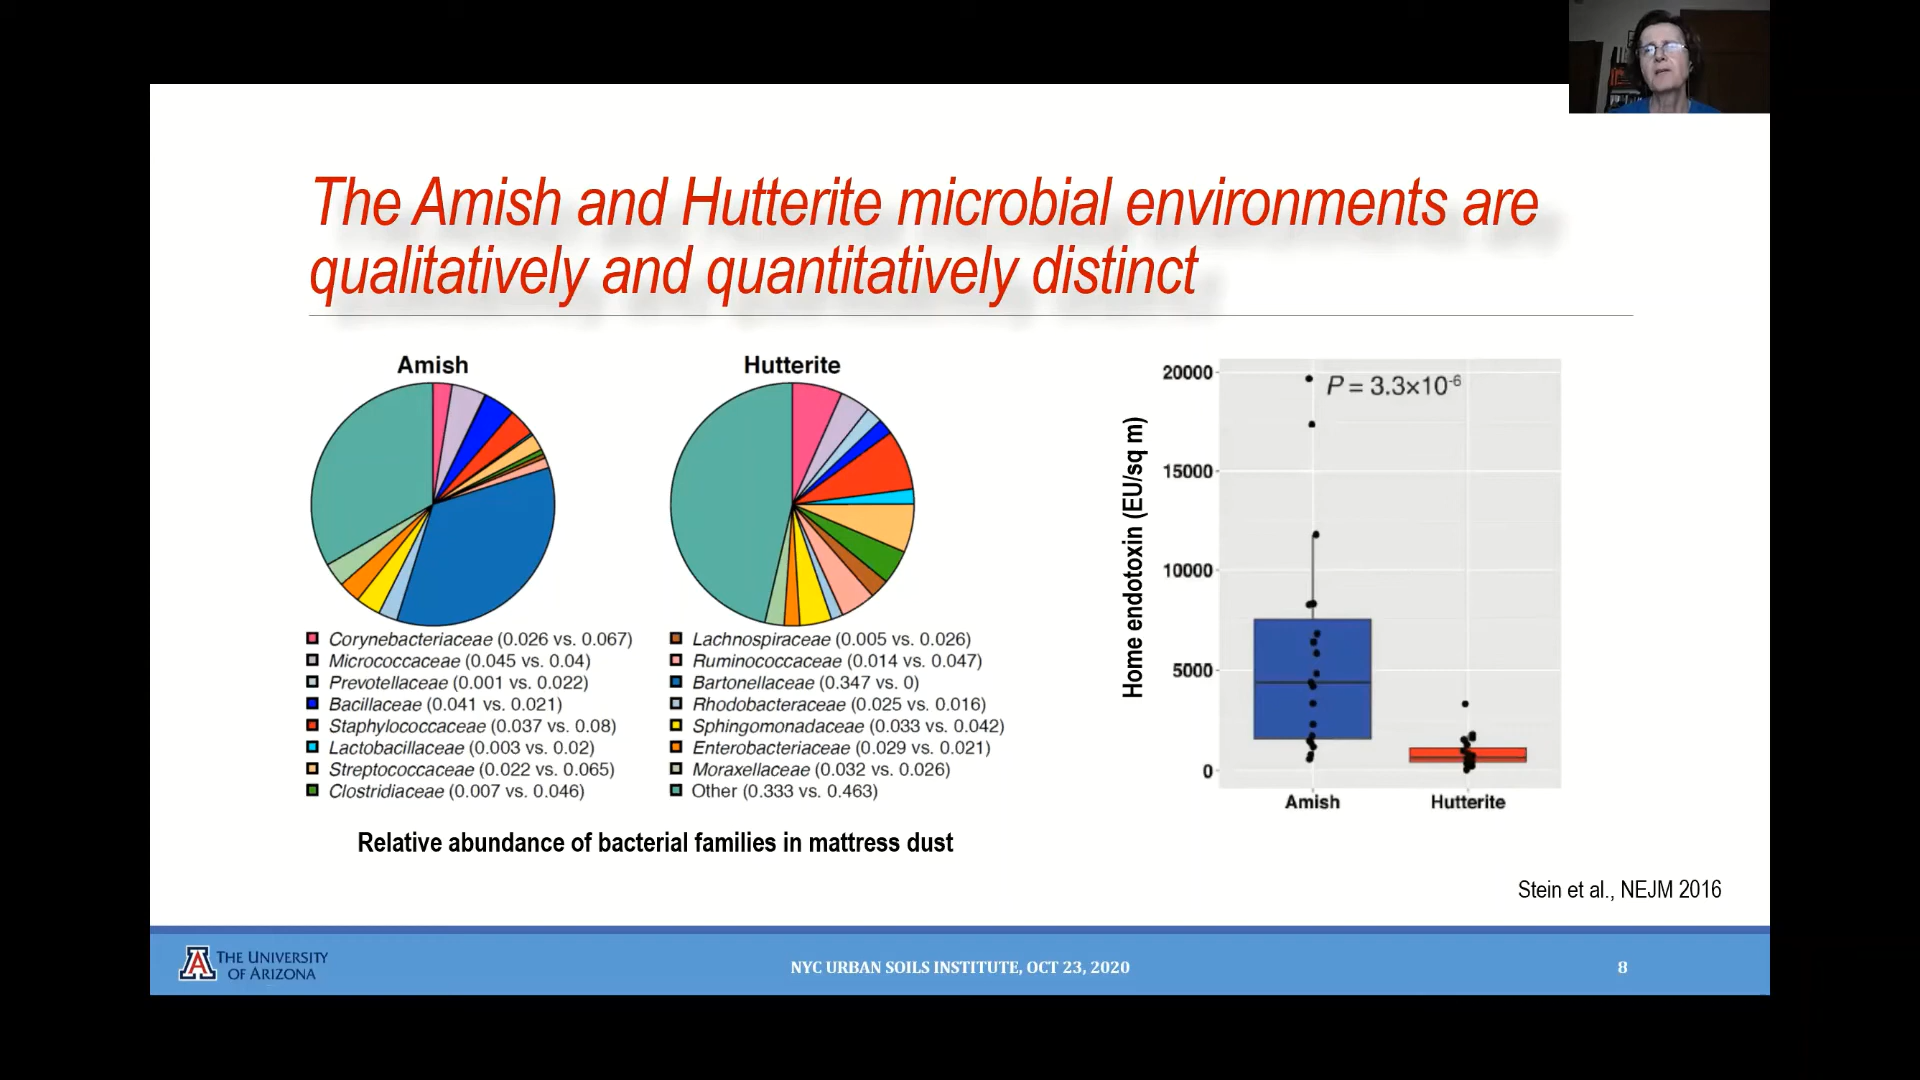 The Amish and Hutterite microbial environments are
qualitatively and quantitatively distinct
Amish
Hutterite
Corynebacteriaceae (0.026 vs. 0.067)
Micrococcaceae (0.045 vs. 0.04)
Prevotellaceae (0.001 vs. 0.022)
Bacillaceae (0.041 vs. 0.021)
Staphylococcaceae (0.037 vs. 0.08)
Lactobacillaceae (0.003 vs. 0.02)
Streptococcaceae (0.022 vs. 0.065)
Clostridiaceae (0.007 vs. 0.046)
Lachnospiraceae (0.005 vs. 0.026)
Ruminococcaceae (0.014 vs. 0.047)
Bartonellaceae (0.347 vs. 0)
Rhodobacteraceae (0.025 vs. 0.016)
Sphingomonadaceae (0.033 vs. 0.042)
Enterobacteriaceae (0.029 vs. 0.021)
Moraxellaceae (0.032 vs. 0.026)
Other (0.333 vs. 0.463)
Relative abundance of bacterial families in mattress dust
Home endotoxin (EU/sq m)
20000
15000
10000
5000
0
P = 3.3×10⁻⁶
Amish
Hutterite
Stein et al., NEJM 2016
A
THE UNIVERSITY
OF ARIZONA
NYC URBAN SOILS INSTITUTE, OCT 23, 2020
8